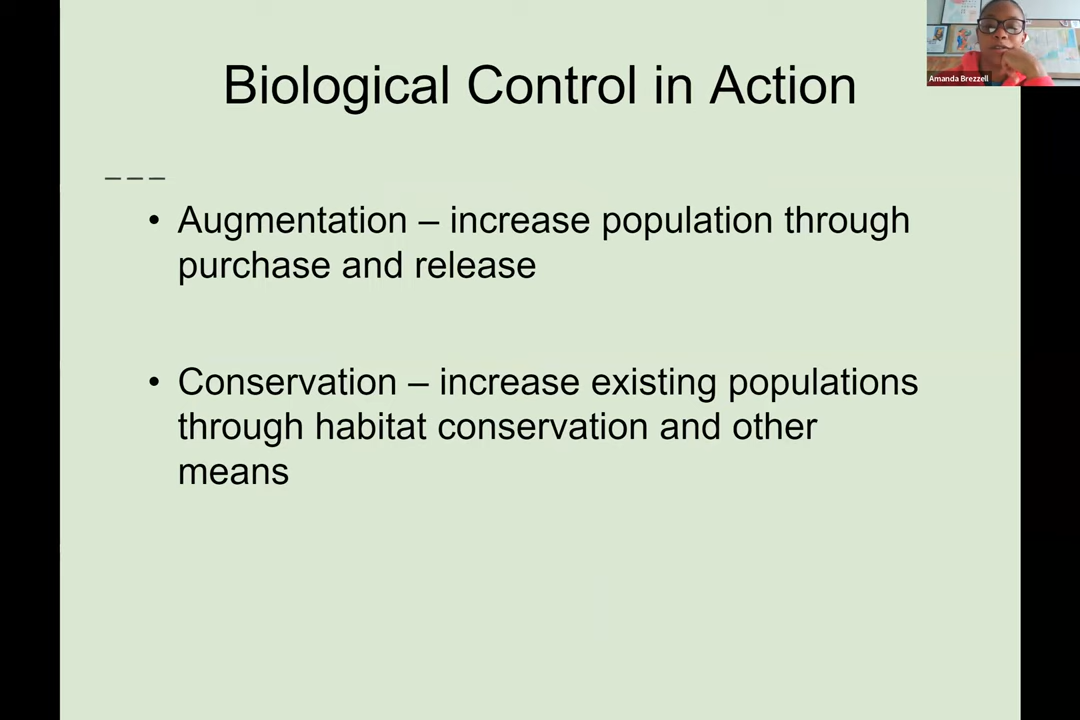 Amanda Brezzell
Biological Control in Action
• Augmentation – increase population through
purchase and release
• Conservation – increase existing populations
through habitat conservation and other
means